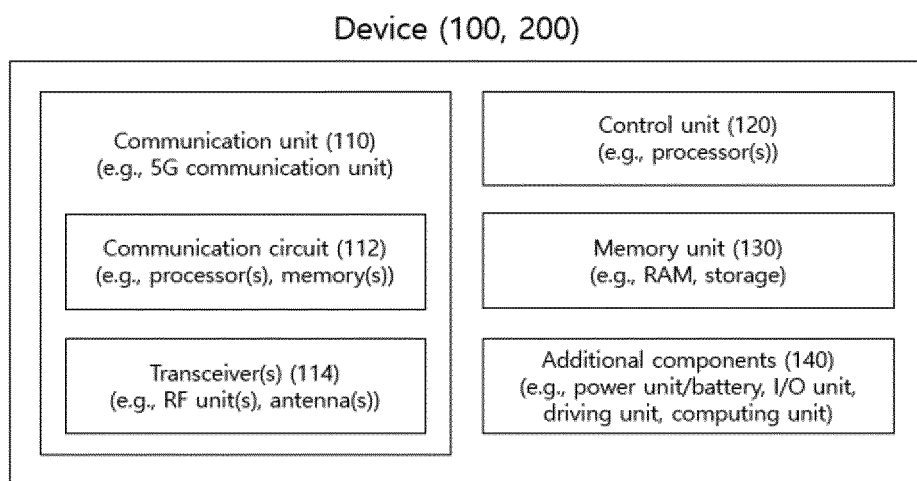 Device (100, 200)
Communication unit (110)
(e.g., 5G communication unit)
Communication circuit (112)
(e.g., processor(s), memory(s))
Transceiver(s) (114)
(e.g., RF unit(s), antenna(s))
Control unit (120)
(e.g., processor(s))
Memory unit (130)
(e.g., RAM, storage)
Additional components (140)
(e.g., power unit/battery, I/O unit,
driving unit, computing unit)